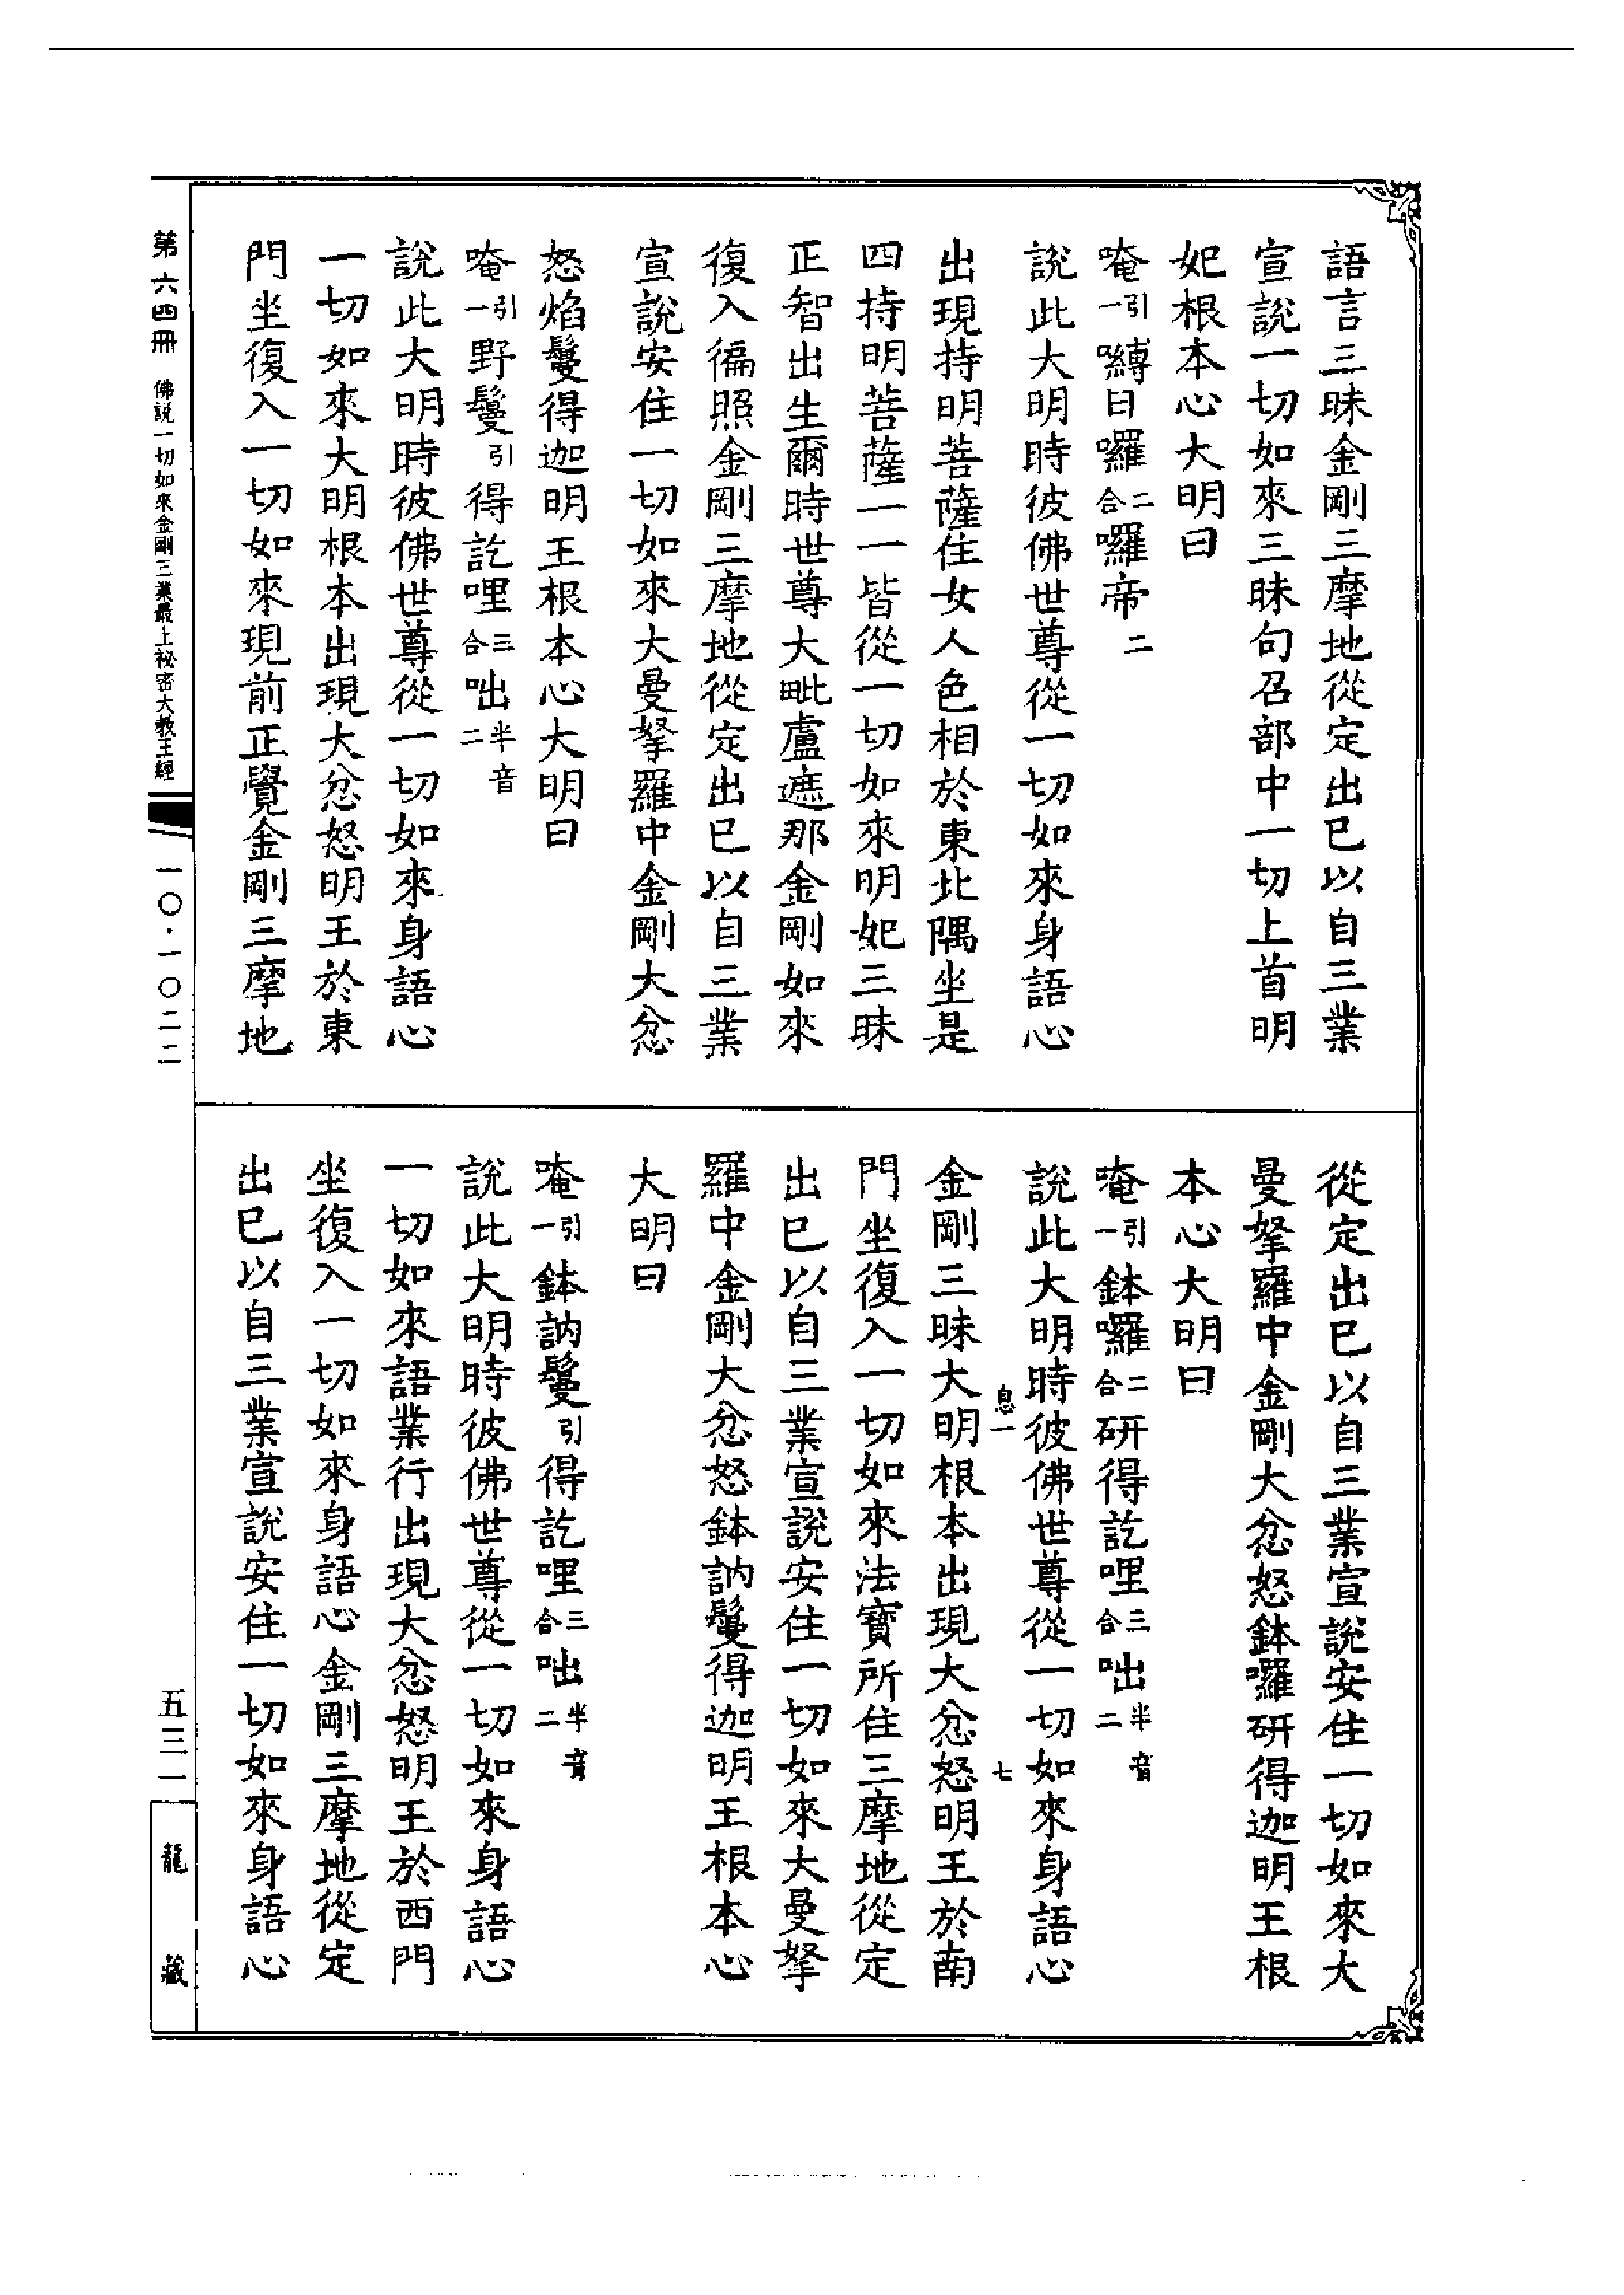 語言三昧金剛三摩地從定出已以自三業
宣說一切如來三昧句召部中一切上首明
妃根本心大明曰
唵引一嚩日囉二合囉帝二
說此大明時彼佛世尊從一切如來身語心
出現持明菩薩住女人色相於東北隅坐是
四持明菩薩一一皆從一切如來明妃三昧
正智出生爾時世尊大毗盧遮那金剛如來
復入徧照金剛三摩地從定出已以自三業
宣說安住一切如來大曼拏羅中金剛大忿
怒焰鬘得迦明王根本心大明曰
唵引一野鬘引得訖哩三合咄半音二
說此大明時彼佛世尊從一切如來身語心
一切如來大明根本出現大忿怒明王於東
門坐復入一切如來現前正覺金剛三摩地
從定出已以自三業宣說安住一切如來大
曼拏羅中金剛大忿怒鉢囉研得迦明王根
本心大明曰
唵引一鉢囉二合研得訖哩三合咄半音二
說此大明時彼佛世尊從一切如來身語心
息一 七
金剛三昧大明根本出現大忿怒明王於南
門坐復入一切如來法寶所住三摩地從定
出已以自三業宣說安住一切如來大曼拏
羅中金剛大忿怒鉢訥鬘得迦明王根本心
大明曰
唵引一鉢訥鬘引得訖哩三合咄半音二
說此大明時彼佛世尊從一切如來身語心
一切如來語業行出現大忿怒明王於西門
坐復入一切如來身語心金剛三摩地從定
出已以自三業宣說安住一切如來身語心
第六四冊 佛說一切如來金剛三業最上祕密大教王經 一〇·一〇二二
五三一 龍藏